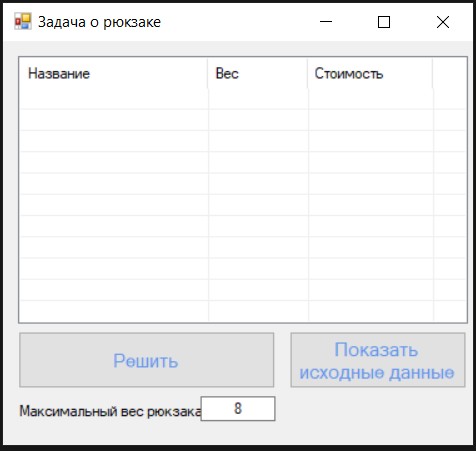 Задача о рюкзаке
Название Вес Стоимость
Решить
Показать
исходные данные
Максимальный вес рюкзака 8